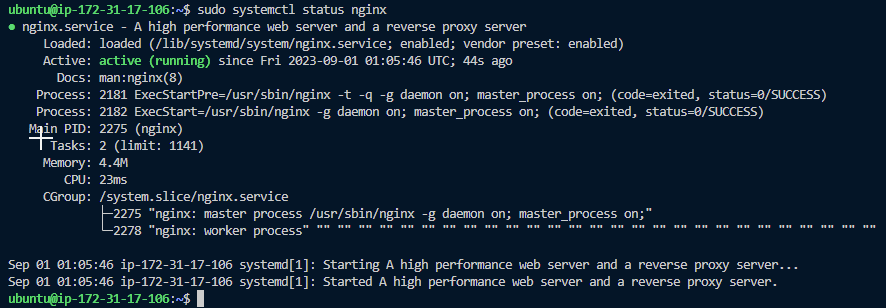 ubuntu@ip-172-31-17-106:~$ sudo systemctl status nginx
● nginx.service - A high performance web server and a reverse proxy server
     Loaded: loaded (/lib/systemd/system/nginx.service; enabled; vendor preset: enabled)
     Active: active (running) since Fri 2023-09-01 01:05:46 UTC; 44s ago
       Docs: man:nginx(8)
    Process: 2181 ExecStartPre=/usr/sbin/nginx -t -q -g daemon on; master_process on; (code=exited, status=0/SUCCESS)
    Process: 2182 ExecStart=/usr/sbin/nginx -g daemon on; master_process on; (code=exited, status=0/SUCCESS)
   Main PID: 2275 (nginx)
      Tasks: 2 (limit: 1141)
     Memory: 4.4M
        CPU: 23ms
     CGroup: /system.slice/nginx.service
             ├─2275 "nginx: master process /usr/sbin/nginx -g daemon on; master_process on;"
             └─2278 "nginx: worker process" "" "" "" "" "" "" "" "" "" "" "" "" "" "" "" "" "" "" "" "" "" "" "" "" "" "" ""

Sep 01 01:05:46 ip-172-31-17-106 systemd[1]: Starting A high performance web server and a reverse proxy server...
Sep 01 01:05:46 ip-172-31-17-106 systemd[1]: Started A high performance web server and a reverse proxy server.
ubuntu@ip-172-31-17-106:~$